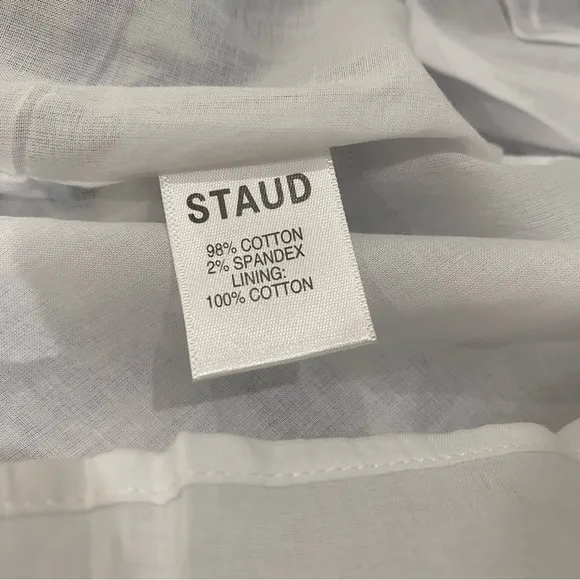 STAUD
98% COTTON
2% SPANDEX
LINING:
100% COTTON